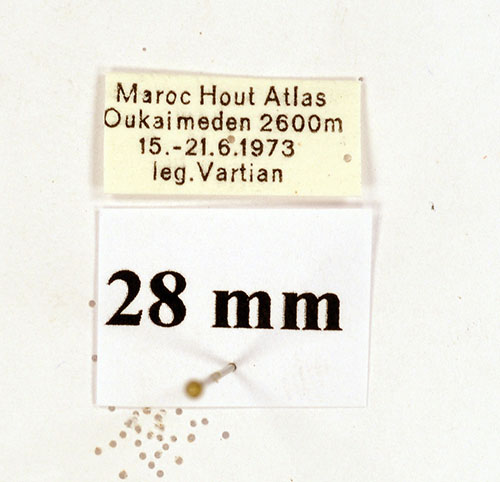 Maroc Hout Atlas
Oukaimeden 2600m
15.-21.6.1973
leg.Vartian
28 mm